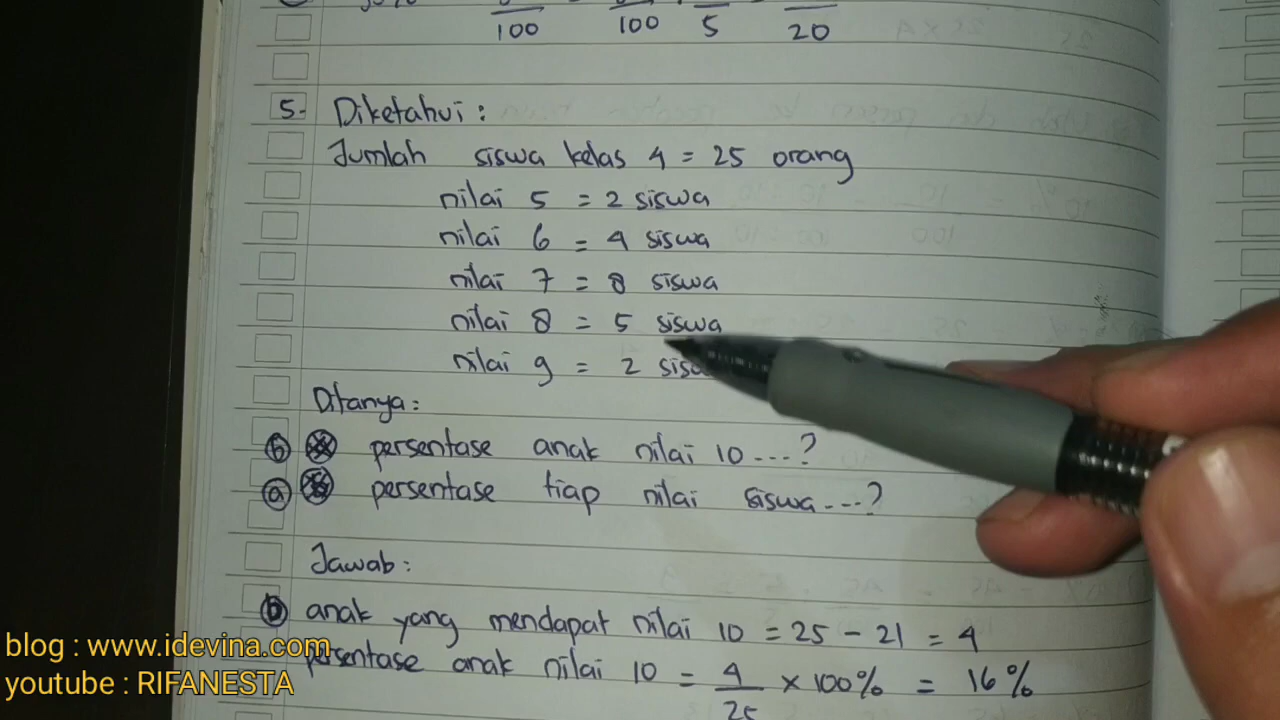 100 100 5 20
5. Diketahui :
Jumlah siswa kelas 4 = 25 orang
nilai 5 = 2 siswa
nilai 6 = 4 siswa
nilai 7 = 8 siswa
nilai 8 = 5 siswa
nilai 9 = 2
Ditanya :
b persentase anak nilai 10 ---?
a persentase tiap nilai siswa ---?
Jawab :
b anak yang mendapat nilai 10 = 25 - 21 = 4
persentase anak nilai 10 = 4/25 × 100% = 16%
blog : www.idevina.com
youtube : RIFANESTA